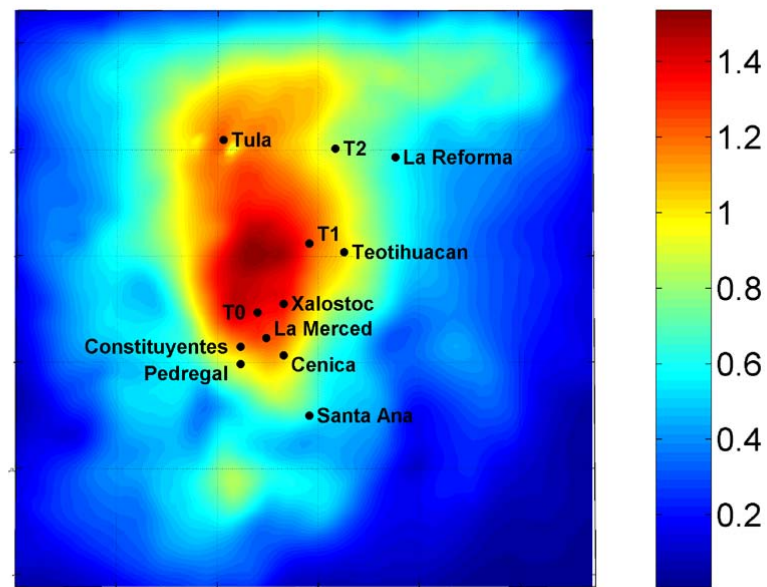 Tula
T2
La Reforma
T1
Teotihuacan
Xalostoc
T0
La Merced
Constituyentes
Cenica
Pedregal
Santa Ana
1.4
1.2
1
0.8
0.6
0.4
0.2